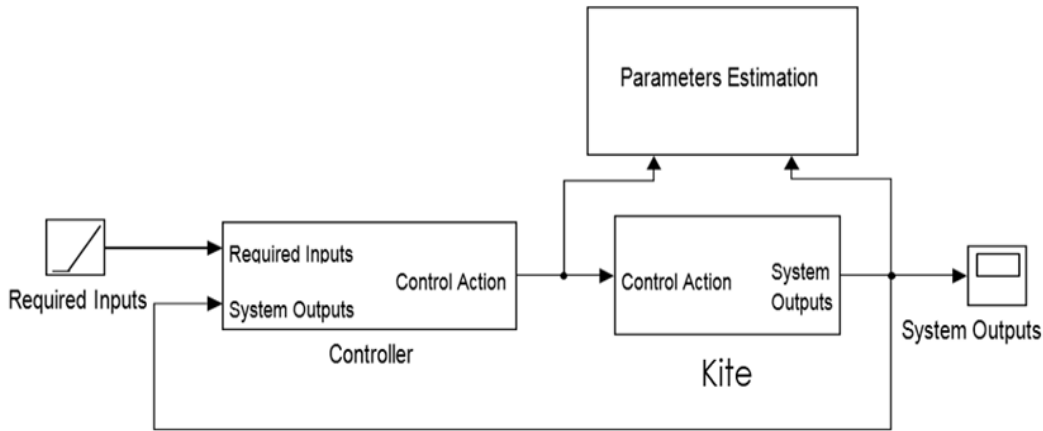 Parameters Estimation
Required Inputs
Required Inputs
System Outputs
Control Action
Controller
Control Action
System
Outputs
Kite
System Outputs